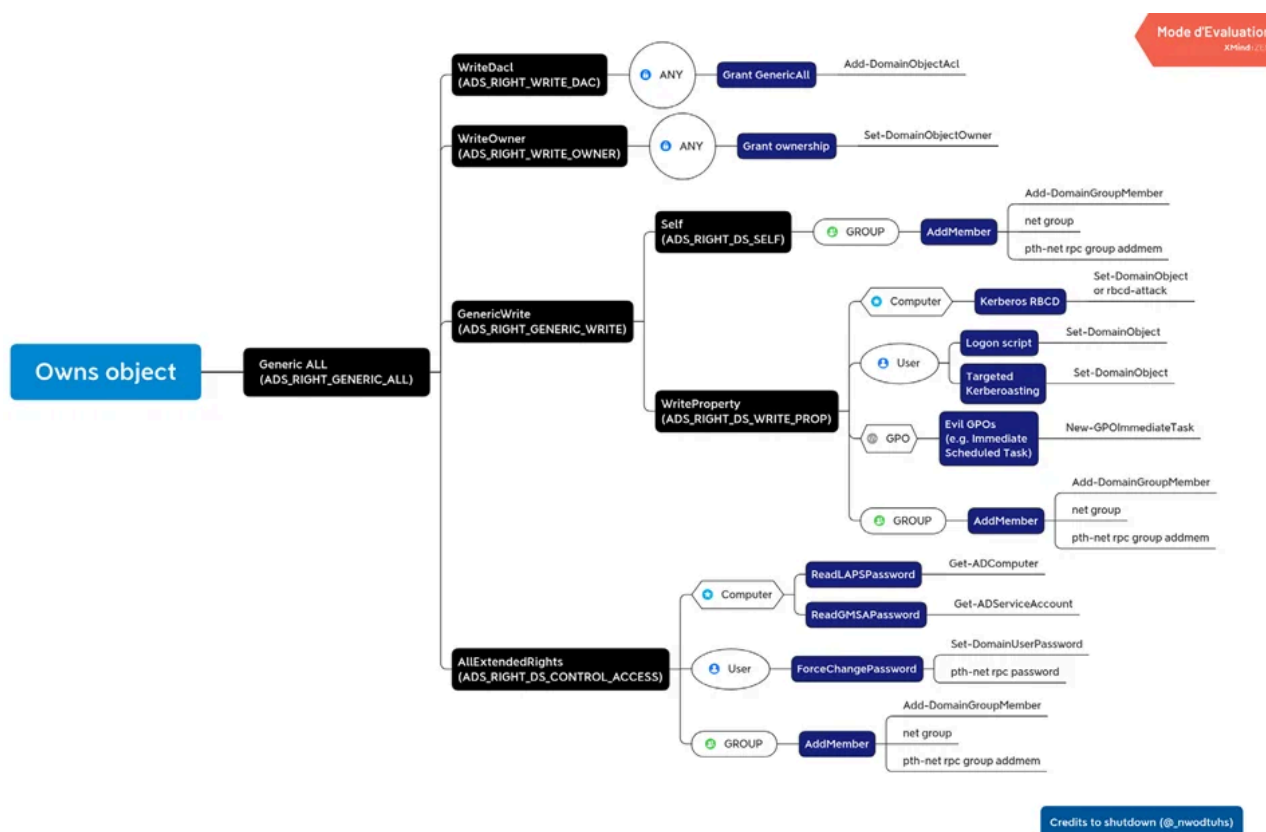 Mode d'Evaluation
XMind
WriteDacl
(ADS_RIGHT_WRITE_DAC)
ANY
Grant GenericAll
Add-DomainObjectAcl
WriteOwner
(ADS_RIGHT_WRITE_OWNER)
ANY
Grant ownership
Set-DomainObjectOwner
Self
(ADS_RIGHT_DS_SELF)
GROUP
AddMember
Add-DomainGroupMember
net group
pth-net rpc group addmem
GenericWrite
(ADS_RIGHT_GENERIC_WRITE)
Computer
Kerberos RBCD
Set-DomainObject
or rbcd-attack
User
Logon script
Set-DomainObject
Targeted
Kerberoasting
Set-DomainObject
Owns object
Generic ALL
(ADS_RIGHT_GENERIC_ALL)
WriteProperty
(ADS_RIGHT_DS_WRITE_PROP)
GPO
Evil GPOs
(e.g. Immediate
Scheduled Task)
New-GPOImmediateTask
GROUP
AddMember
Add-DomainGroupMember
net group
pth-net rpc group addmem
AllExtendedRights
(ADS_RIGHT_DS_CONTROL_ACCESS)
Computer
ReadLAPSPassword
Get-ADComputer
ReadGMSAPassword
Get-ADServiceAccount
User
ForceChangePassword
Set-DomainUserPassword
pth-net rpc password
GROUP
AddMember
Add-DomainGroupMember
net group
pth-net rpc group addmem
Credits to shutdown (@_nwodtuhs)